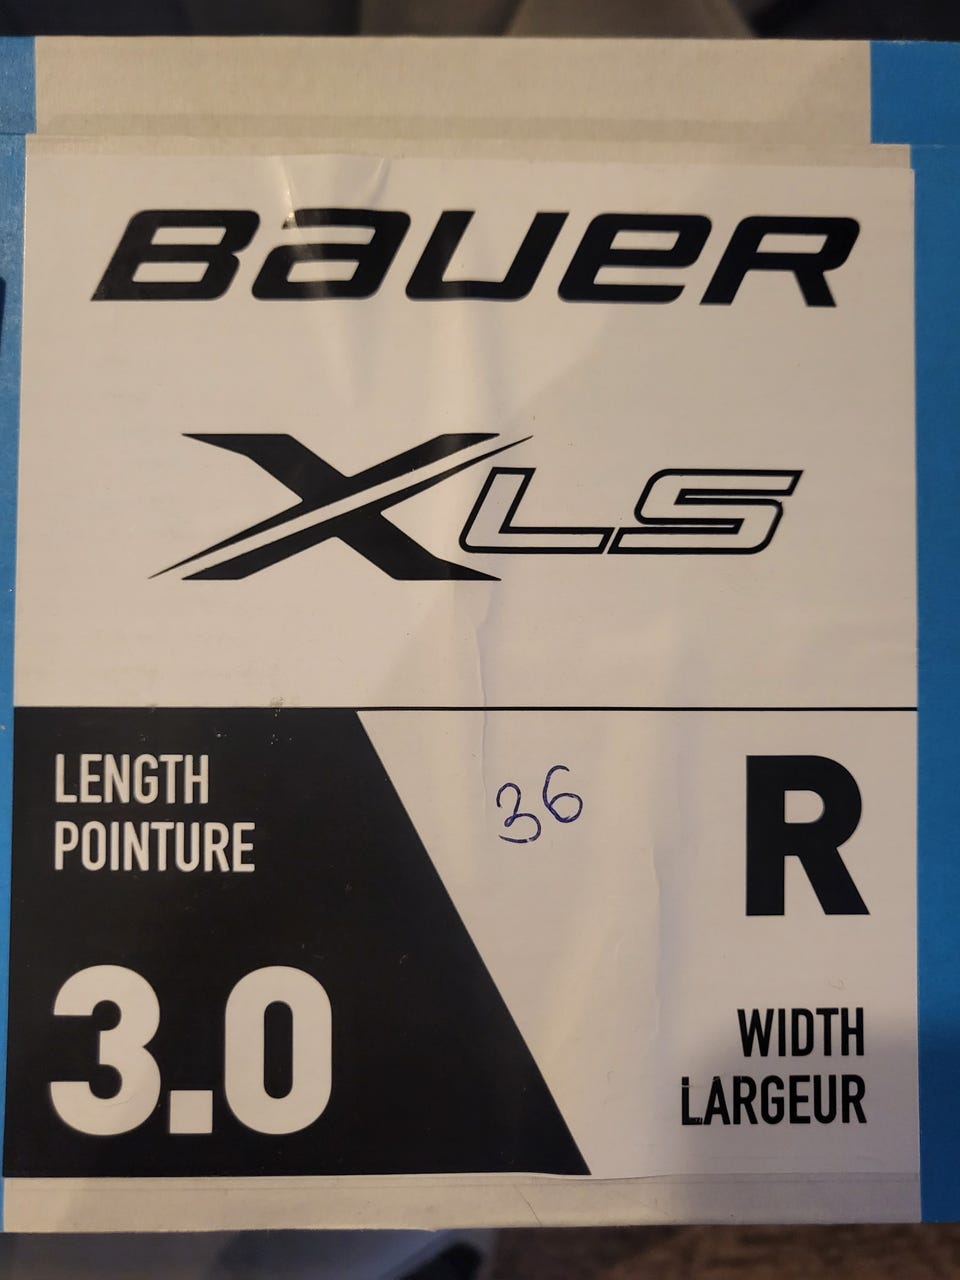 BAUER
XLS
LENGTH
POINTURE
3.0
36
R
WIDTH
LARGEUR